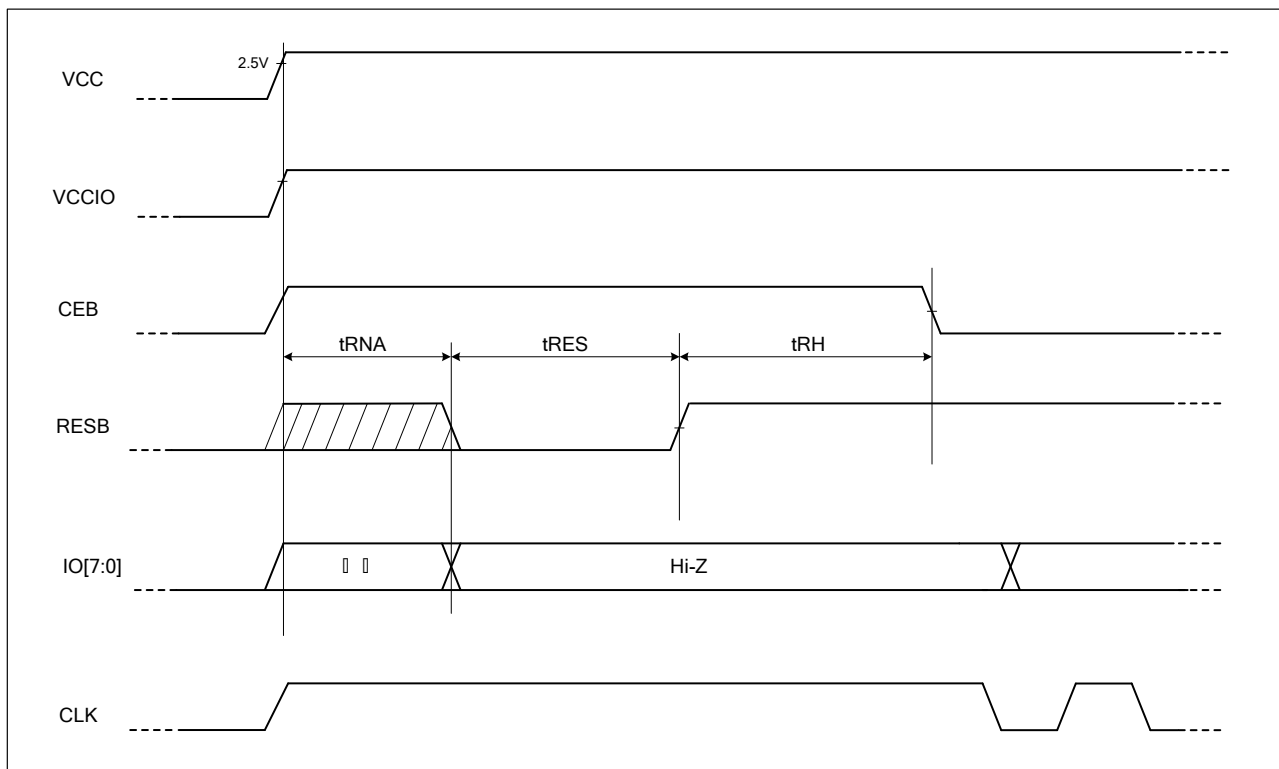 2.5V
VCC
VCCIO
CEB
tRNA tRES tRH
RESB
IO[7:0] Hi-Z
CLK